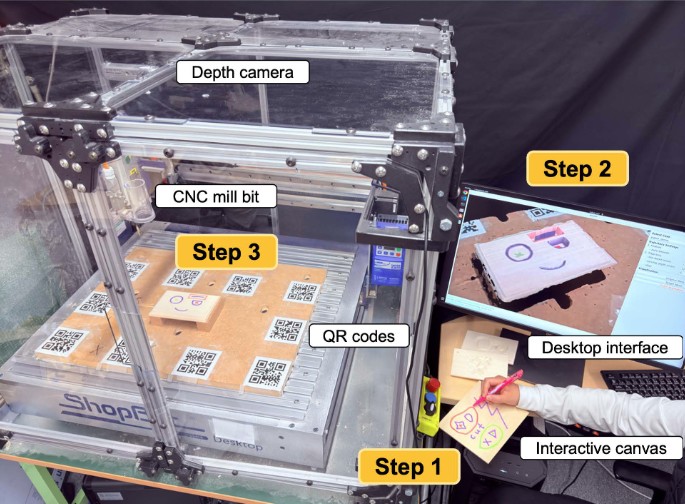 Depth camera
Step 2
CNC mill bit
Step 3
QR codes
Desktop interface
ShopB
Desktop
cut
Interactive canvas
Step 1